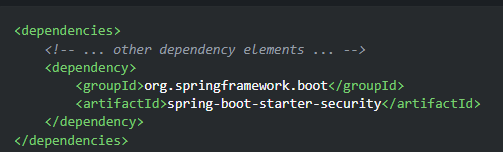 <dependencies>
    <!-- ... other dependency elements ... -->
    <dependency>
        <groupId>org.springframework.boot</groupId>
        <artifactId>spring-boot-starter-security</artifactId>
    </dependency>
</dependencies>